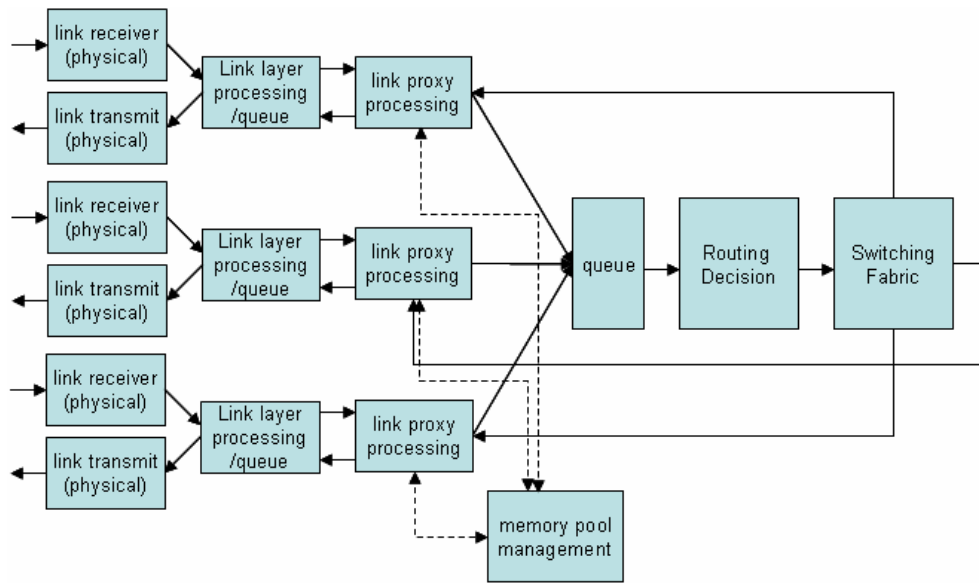 link receiver
(physical)
link transmit
(physical)
Link layer
processing
/queue
link proxy
processing
link receiver
(physical)
link transmit
(physical)
Link layer
processing
/queue
link proxy
processing
queue
Routing
Decision
Switching
Fabric
link receiver
(physical)
link transmit
(physical)
Link layer
processing
/queue
link proxy
processing
memory pool
management